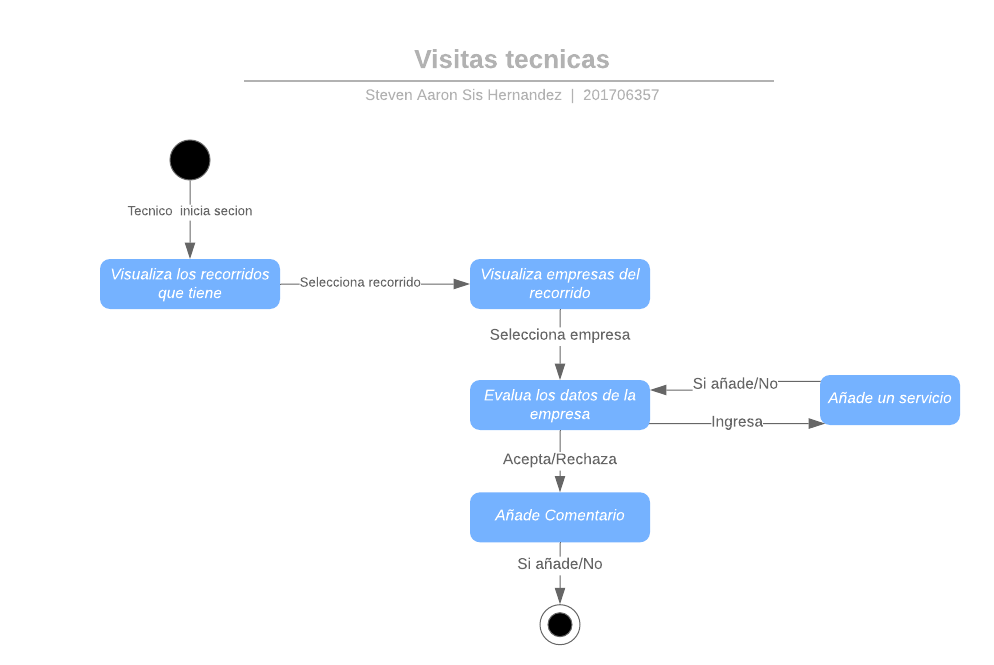 Visitas tecnicas
Steven Aaron Sis Hernandez | 201706357
Tecnico inicia secion
Visualiza los recorridos
que tiene
Selecciona recorrido
Visualiza empresas del
recorrido
Selecciona empresa
Evalua los datos de la
empresa
Si añade/No
Añade un servicio
Ingresa
Acepta/Rechaza
Añade Comentario
Si añade/No